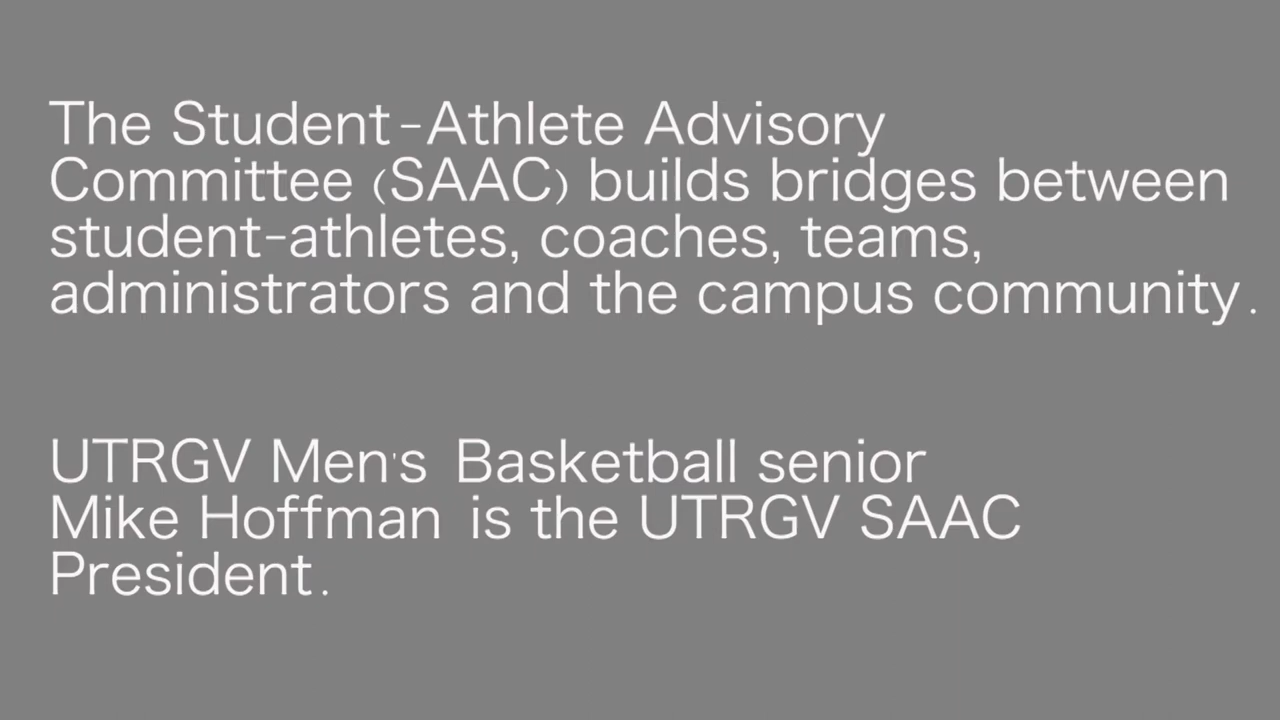 The Student-Athlete Advisory
Committee (SAAC) builds bridges between
student-athletes, coaches, teams,
administrators and the campus community.
UTRGV Men's Basketball senior
Mike Hoffman is the UTRGV SAAC
President.